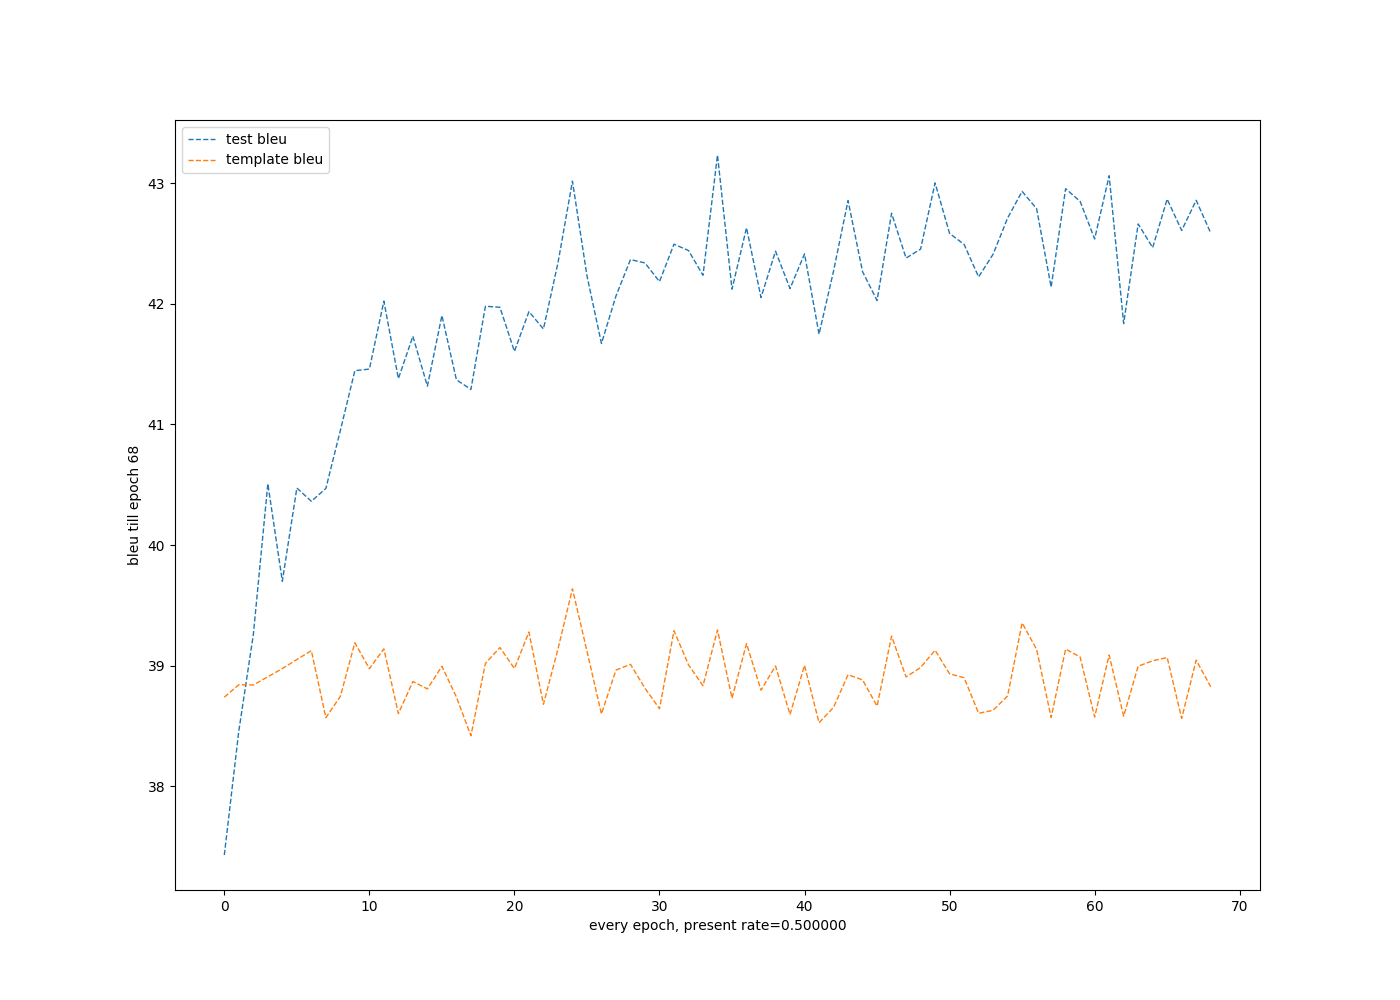 test bleu
template bleu
43
42
41
40
39
38
bleu till epoch 68
0 10 20 30 40 50 60 70
every epoch, present rate=0.500000